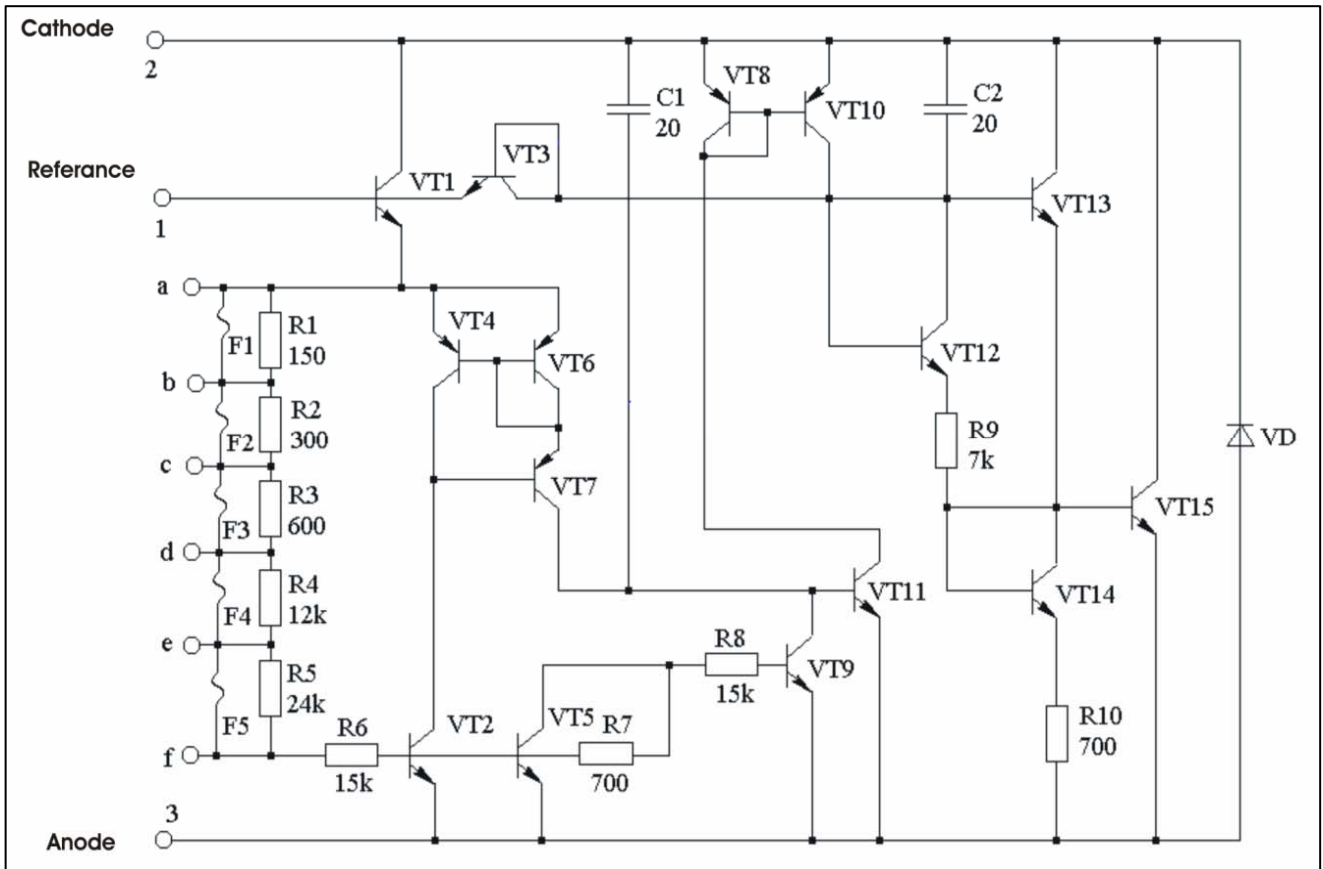 Cathode
2
VT8
C1
20
VT10
C2
20
Referance
1
VT1
VT3
VT13
a
F1
R1
150
VT4
VT6
VT12
b
F2
R2
300
R9
7k
VD
c
F3
R3
600
VT7
VT15
d
F4
R4
12k
VT11
VT14
e
F5
R5
24k
R8
15k
VT9
f
R6
15k
VT2
VT5
R7
700
R10
700
3
Anode